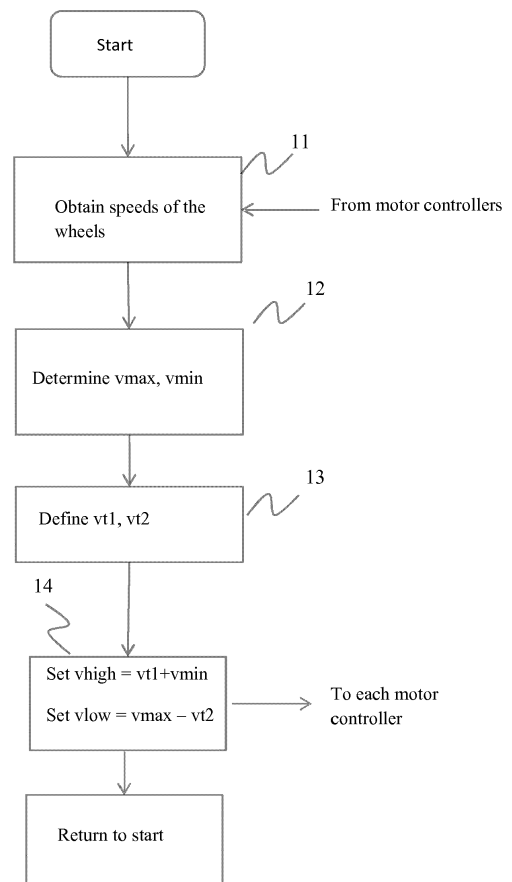 Start
11
Obtain speeds of the
wheels
From motor controllers
12
Determine vmax, vmin
13
Define vt1, vt2
14
Set vhigh = vt1+vmin
Set vlow = vmax – vt2
To each motor
controller
Return to start